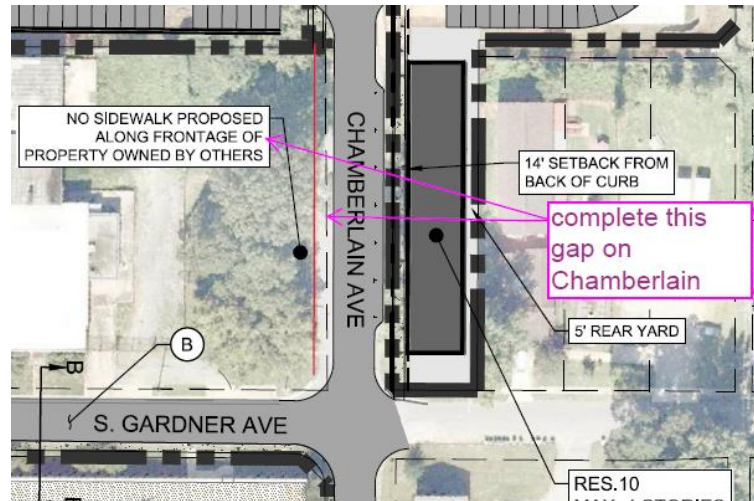 NO SIDEWALK PROPOSED
ALONG FRONTAGE OF
PROPERTY OWNED BY OTHERS
CHAMBERLAIN AVE
14' SETBACK FROM
BACK OF CURB
complete this
gap on
Chamberlain
5' REAR YARD
B
B
S. GARDNER AVE
RES.10